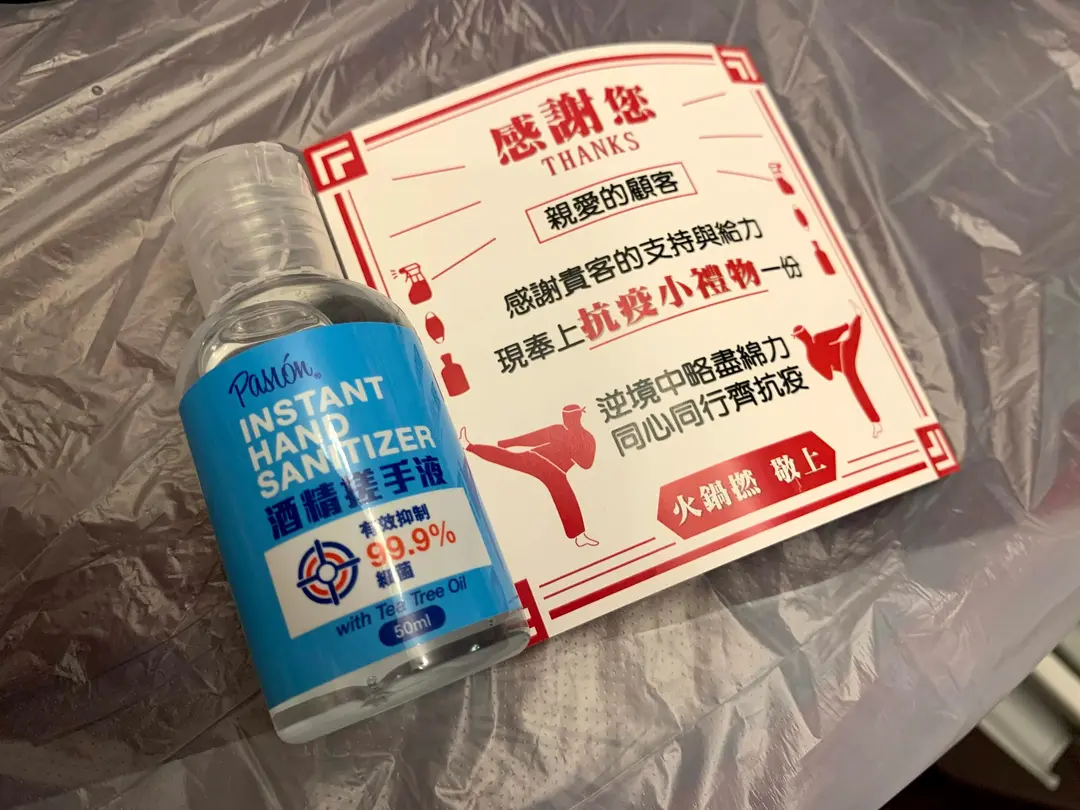 Pasión
INSTANT
HAND
SANITIZER
酒精搓手液
有效抑制
99.9%
細菌
with Tea Tree Oil
50ml
感謝您
THANKS
親愛的顧客
感謝貴客的支持與給力
現奉上抗疫小禮物一份
逆境中略盡綿力
同心同行齊抗疫
火鍋撚 敬上